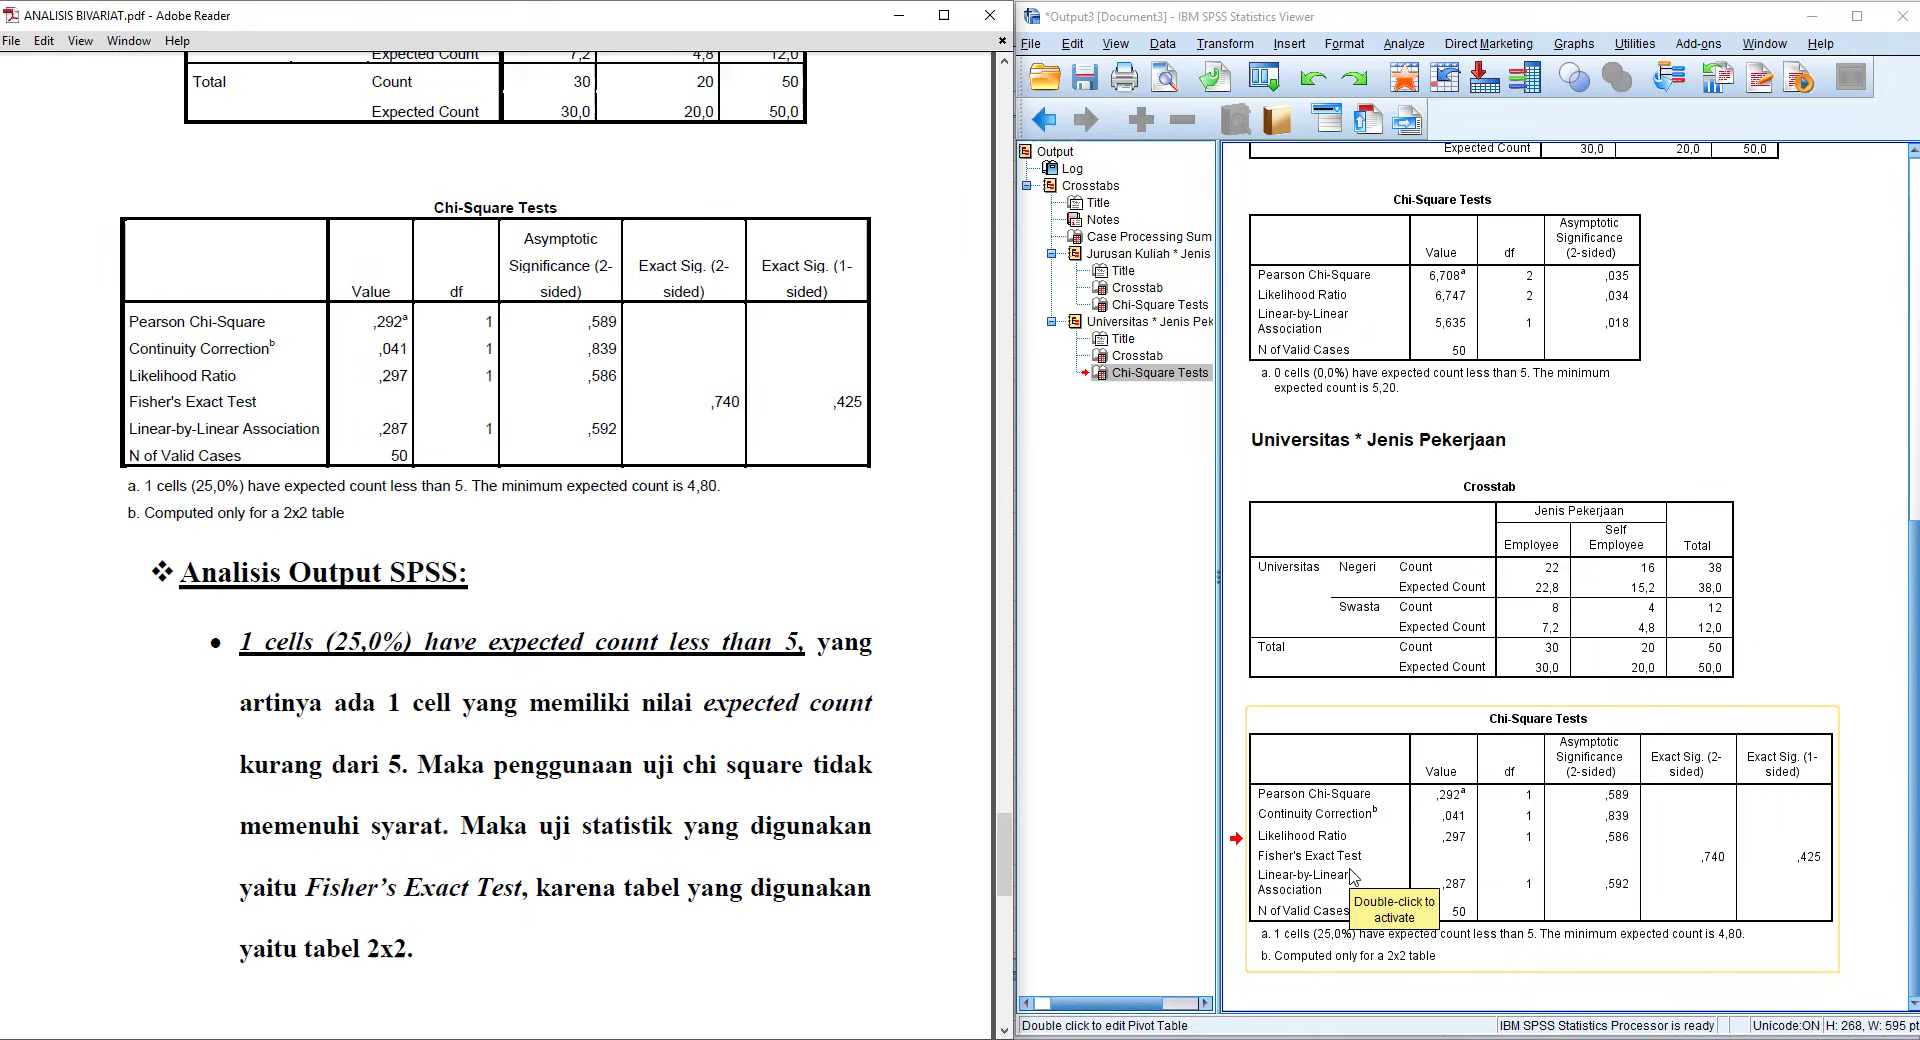 ANALISIS BIVARIAT.pdf - Adobe Reader
File Edit View Window Help
Expected Count 7,2 4,8 12,0
Total Count 30 20 50
Expected Count 30,0 20,0 50,0
Chi-Square Tests
Asymptotic
Significance (2- Exact Sig. (2- Exact Sig. (1-
Value df sided) sided) sided)
Pearson Chi-Square ,292a 1 ,589
Continuity Correctionb ,041 1 ,839
Likelihood Ratio ,297 1 ,586
Fisher's Exact Test ,740 ,425
Linear-by-Linear Association ,287 1 ,592
N of Valid Cases 50
a. 1 cells (25,0%) have expected count less than 5. The minimum expected count is 4,80.
b. Computed only for a 2x2 table
❖ Analisis Output SPSS:
• 1 cells (25,0%) have expected count less than 5, yang
artinya ada 1 cell yang memiliki nilai expected count
kurang dari 5. Maka penggunaan uji chi square tidak
memenuhi syarat. Maka uji statistik yang digunakan
yaitu Fisher's Exact Test, karena tabel yang digunakan
yaitu tabel 2x2.
*Output3 [Document3] - IBM SPSS Statistics Viewer
File Edit View Data Transform Insert Format Analyze Direct Marketing Graphs Utilities Add-ons Window Help
Output
Log
Crosstabs
Title
Notes
Case Processing Sum
Jurusan Kuliah * Jenis
Title
Crosstab
Chi-Square Tests
Universitas * Jenis Pek
Title
Crosstab
Chi-Square Tests
Expected Count 30,0 20,0 50,0
Chi-Square Tests
Asymptotic
Significance
Value df (2-sided)
Pearson Chi-Square 6,708a 2 ,035
Likelihood Ratio 6,747 2 ,034
Linear-by-Linear
Association 5,635 1 ,018
N of Valid Cases 50
a. 0 cells (0,0%) have expected count less than 5. The minimum
expected count is 5,20.
Universitas * Jenis Pekerjaan
Crosstab
Jenis Pekerjaan
Self
Employee Employee Total
Universitas Negeri Count 22 16 38
Expected Count 22,8 15,2 38,0
Swasta Count 8 4 12
Expected Count 7,2 4,8 12,0
Total Count 30 20 50
Expected Count 30,0 20,0 50,0
Chi-Square Tests
Asymptotic
Significance Exact Sig. (2- Exact Sig. (1-
Value df (2-sided) sided) sided)
Pearson Chi-Square ,292a 1 ,589
Continuity Correctionb ,041 1 ,839
Likelihood Ratio ,297 1 ,586
Fisher's Exact Test ,740 ,425
Linear-by-Linear
Association ,287 1 ,592
N of Valid Cases 50
Double-click to
activate
a. 1 cells (25,0%) have expected count less than 5. The minimum expected count is 4,80.
b. Computed only for a 2x2 table
Double click to edit Pivot Table IBM SPSS Statistics Processor is ready Unicode:ON H: 268, W: 595 pt